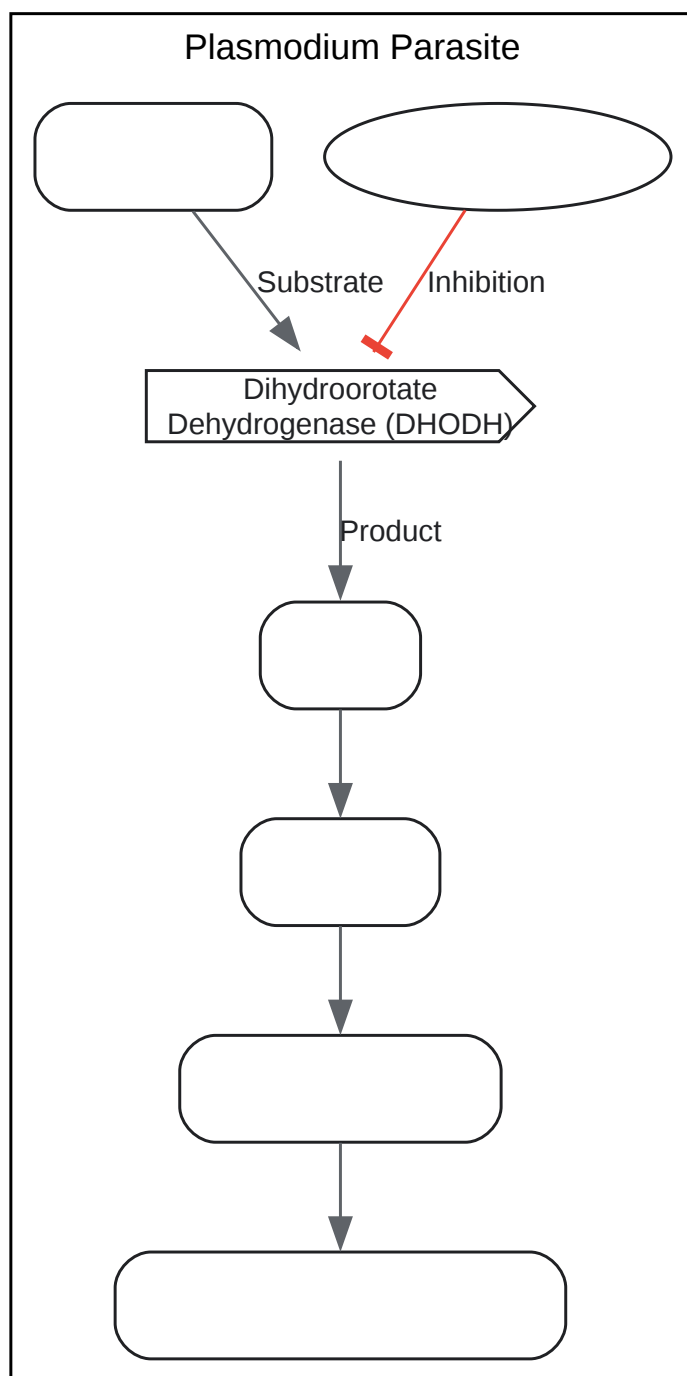 Plasmodium Parasite
Substrate
Inhibition
Dihydroorotate
Dehydrogenase (DHODH)
Product